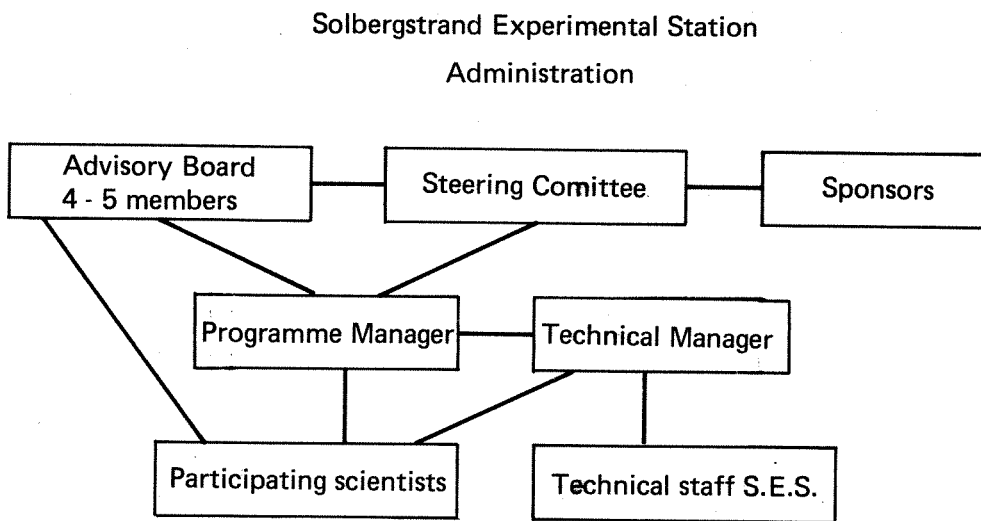 Solbergstrand Experimental Station
Administration
Advisory Board
4 - 5 members
Steering Comittee
Sponsors
Programme Manager
Technical Manager
Participating scientists
Technical staff S.E.S.